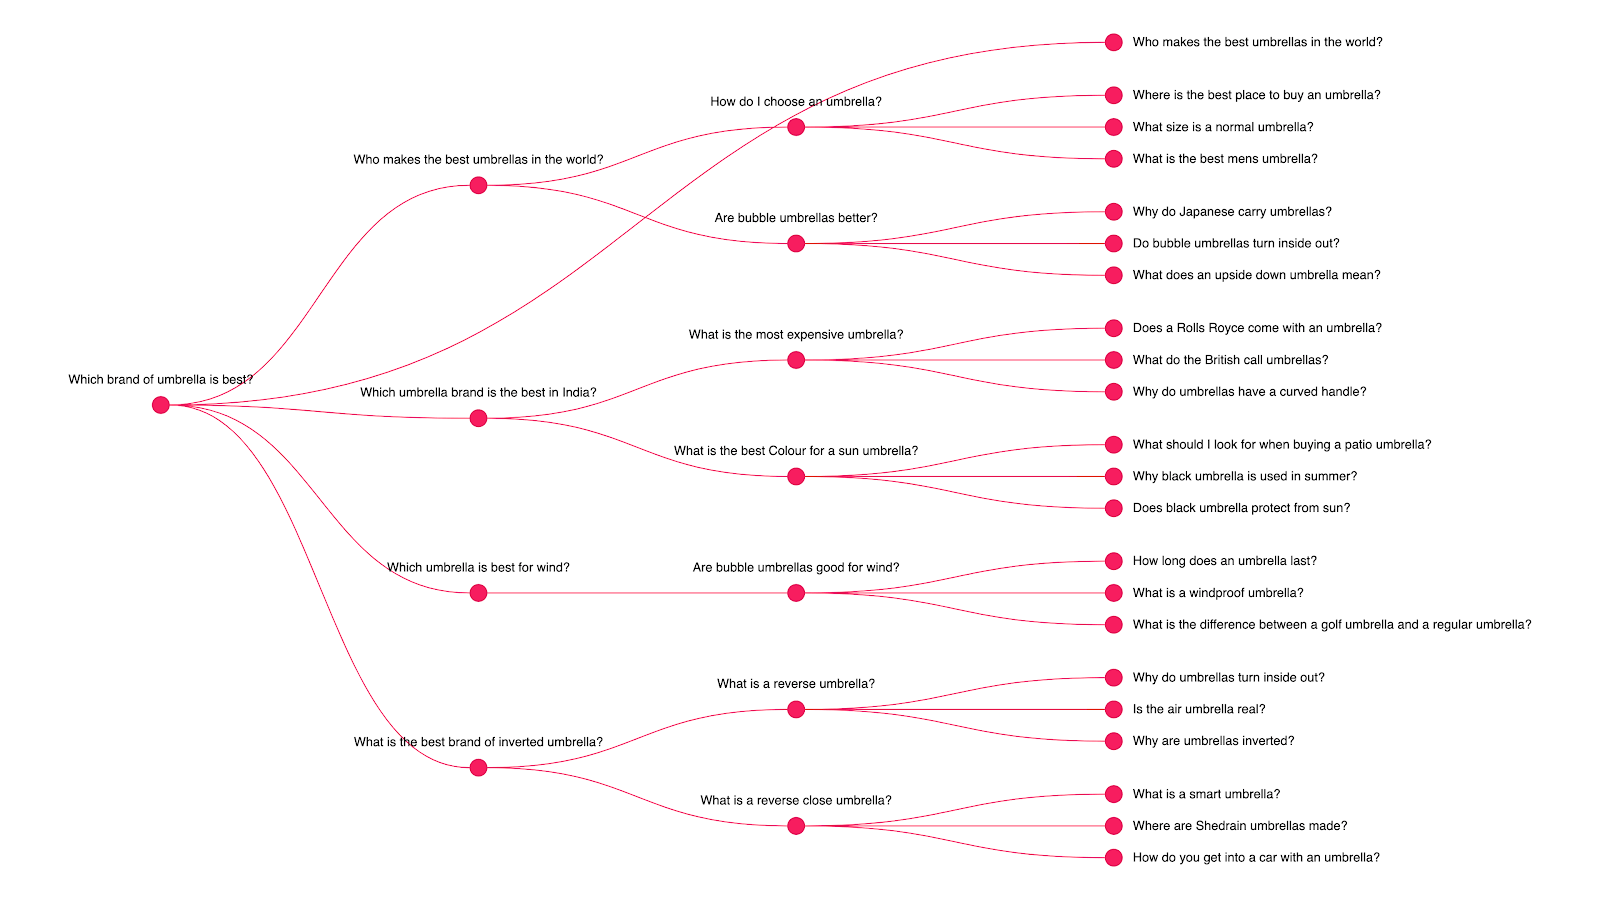 Which brand of umbrella is best?
Who makes the best umbrellas in the world?
Which umbrella brand is the best in India?
Which umbrella is best for wind?
What is the best brand of inverted umbrella?
How do I choose an umbrella?
Are bubble umbrellas better?
What is the most expensive umbrella?
What is the best Colour for a sun umbrella?
Are bubble umbrellas good for wind?
What is a reverse umbrella?
What is a reverse close umbrella?
Who makes the best umbrellas in the world?
Where is the best place to buy an umbrella?
What size is a normal umbrella?
What is the best mens umbrella?
Why do Japanese carry umbrellas?
Do bubble umbrellas turn inside out?
What does an upside down umbrella mean?
Does a Rolls Royce come with an umbrella?
What do the British call umbrellas?
Why do umbrellas have a curved handle?
What should I look for when buying a patio umbrella?
Why black umbrella is used in summer?
Does black umbrella protect from sun?
How long does an umbrella last?
What is a windproof umbrella?
What is the difference between a golf umbrella and a regular umbrella?
Why do umbrellas turn inside out?
Is the air umbrella real?
Why are umbrellas inverted?
What is a smart umbrella?
Where are Shedrain umbrellas made?
How do you get into a car with an umbrella?